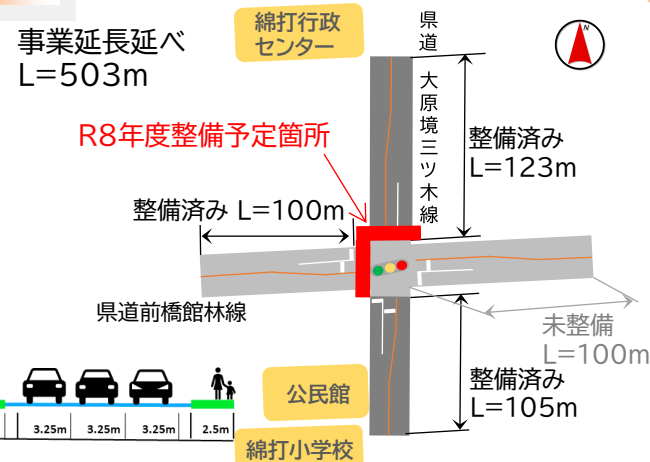 事業延長延べ
L=503m
綿打行政
センター
県道 大原境三ツ木線
N
R8年度整備予定箇所
整備済み
L=123m
整備済み L=100m
県道前橋館林線
未整備
L=100m
整備済み
L=105m
公民館
綿打小学校
3.25m 3.25m 3.25m 2.5m